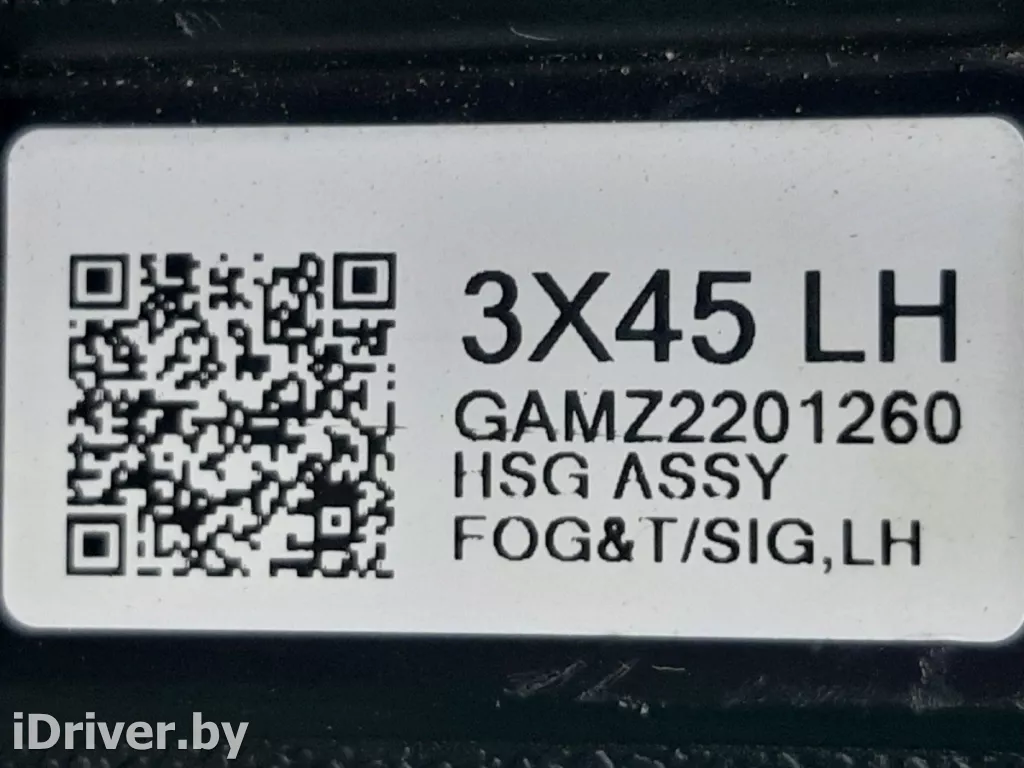 3X45 LH
GAMZ2201260
HSG ASSY
FOG&T/SIG,LH
iDriver.by